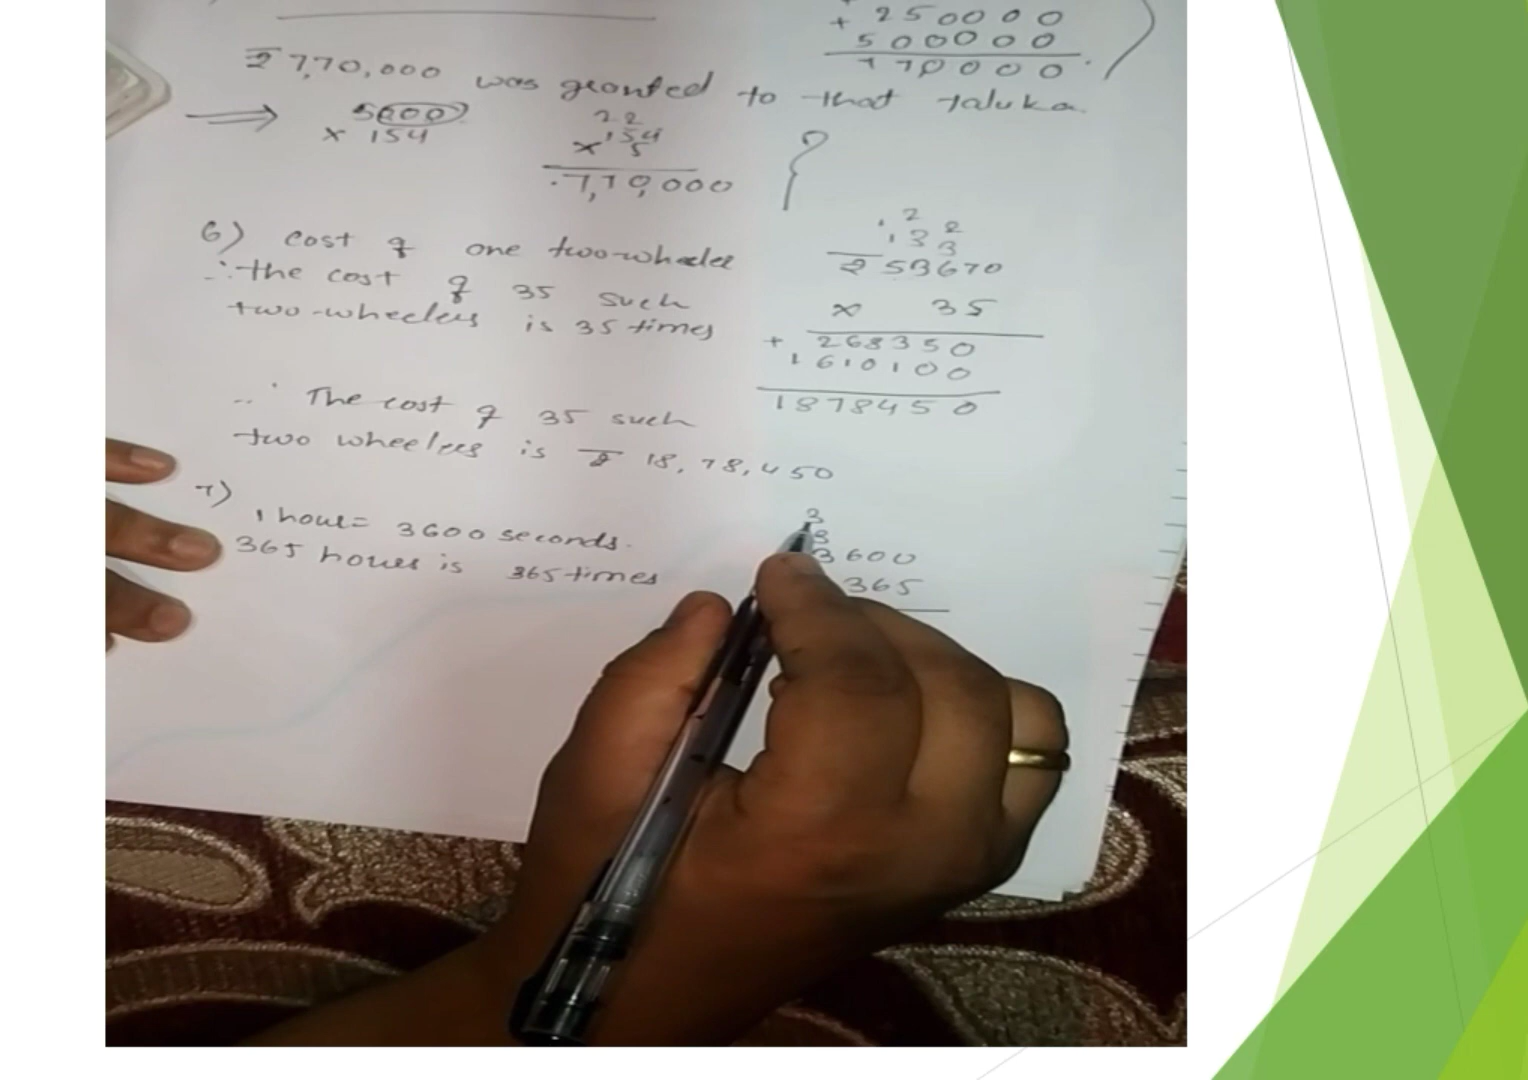 + 250000
500000
770000
₹ 7,70,000 was granted to that taluka.
5000
× 154
22
154
× 5
7,70,000
6) cost of one two-wheeler ₹ 53670
∴ the cost of 35 such
two-wheelers is 35 times
× 35
+ 268350
1610100
1878450
∴ The cost of 35 such
two wheelers is ₹ 18,78,450
7)
1 hour = 3600 seconds.
365 hours is 365 times
3
3
3600
365